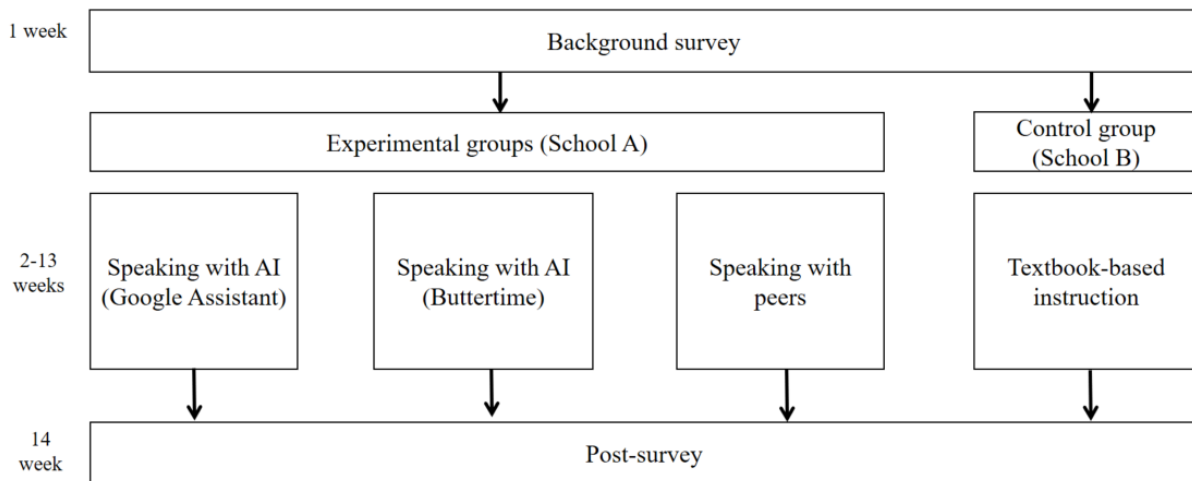 1 week
Background survey
Experimental groups (School A)
Control group
(School B)
2-13
weeks
Speaking with AI
(Google Assistant)
Speaking with AI
(Buttertime)
Speaking with
peers
Textbook-based
instruction
14
week
Post-survey